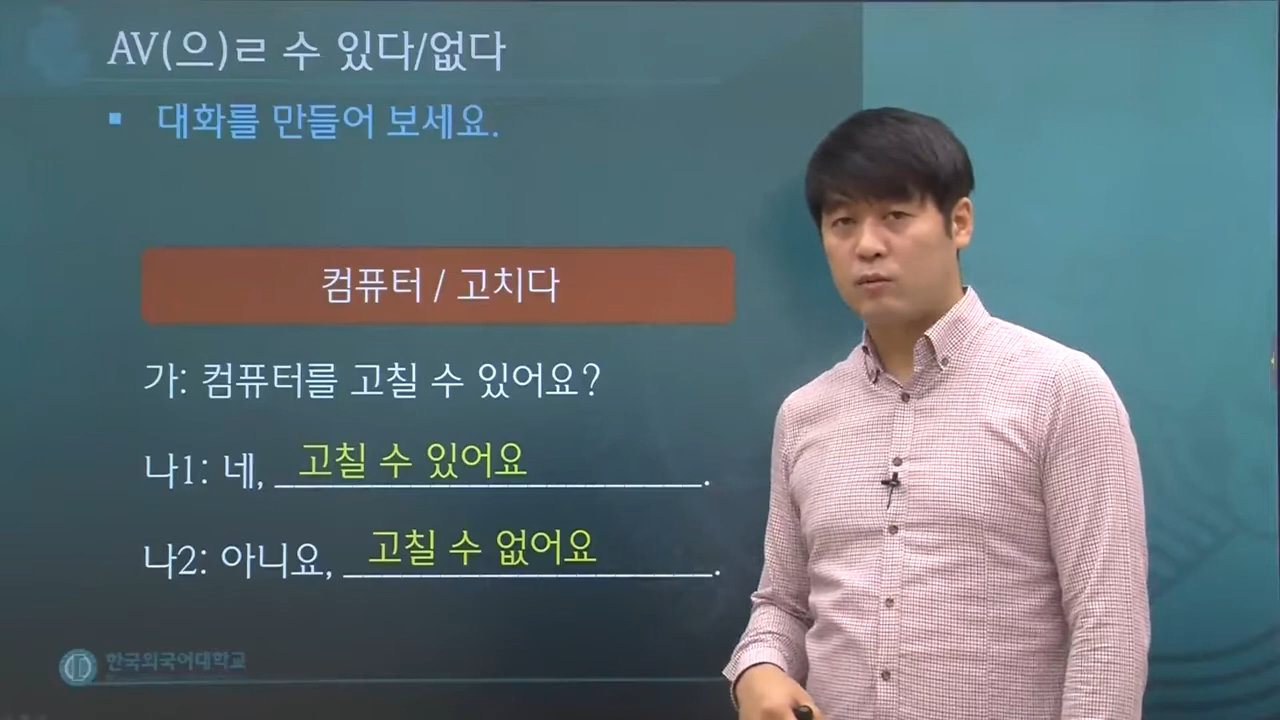 AV(으)ㄹ 수 있다/없다
▪ 대화를 만들어 보세요.
컴퓨터 / 고치다
가: 컴퓨터를 고칠 수 있어요?
나1: 네, 고칠 수 있어요.
나2: 아니요, 고칠 수 없어요.
한국외국어대학교